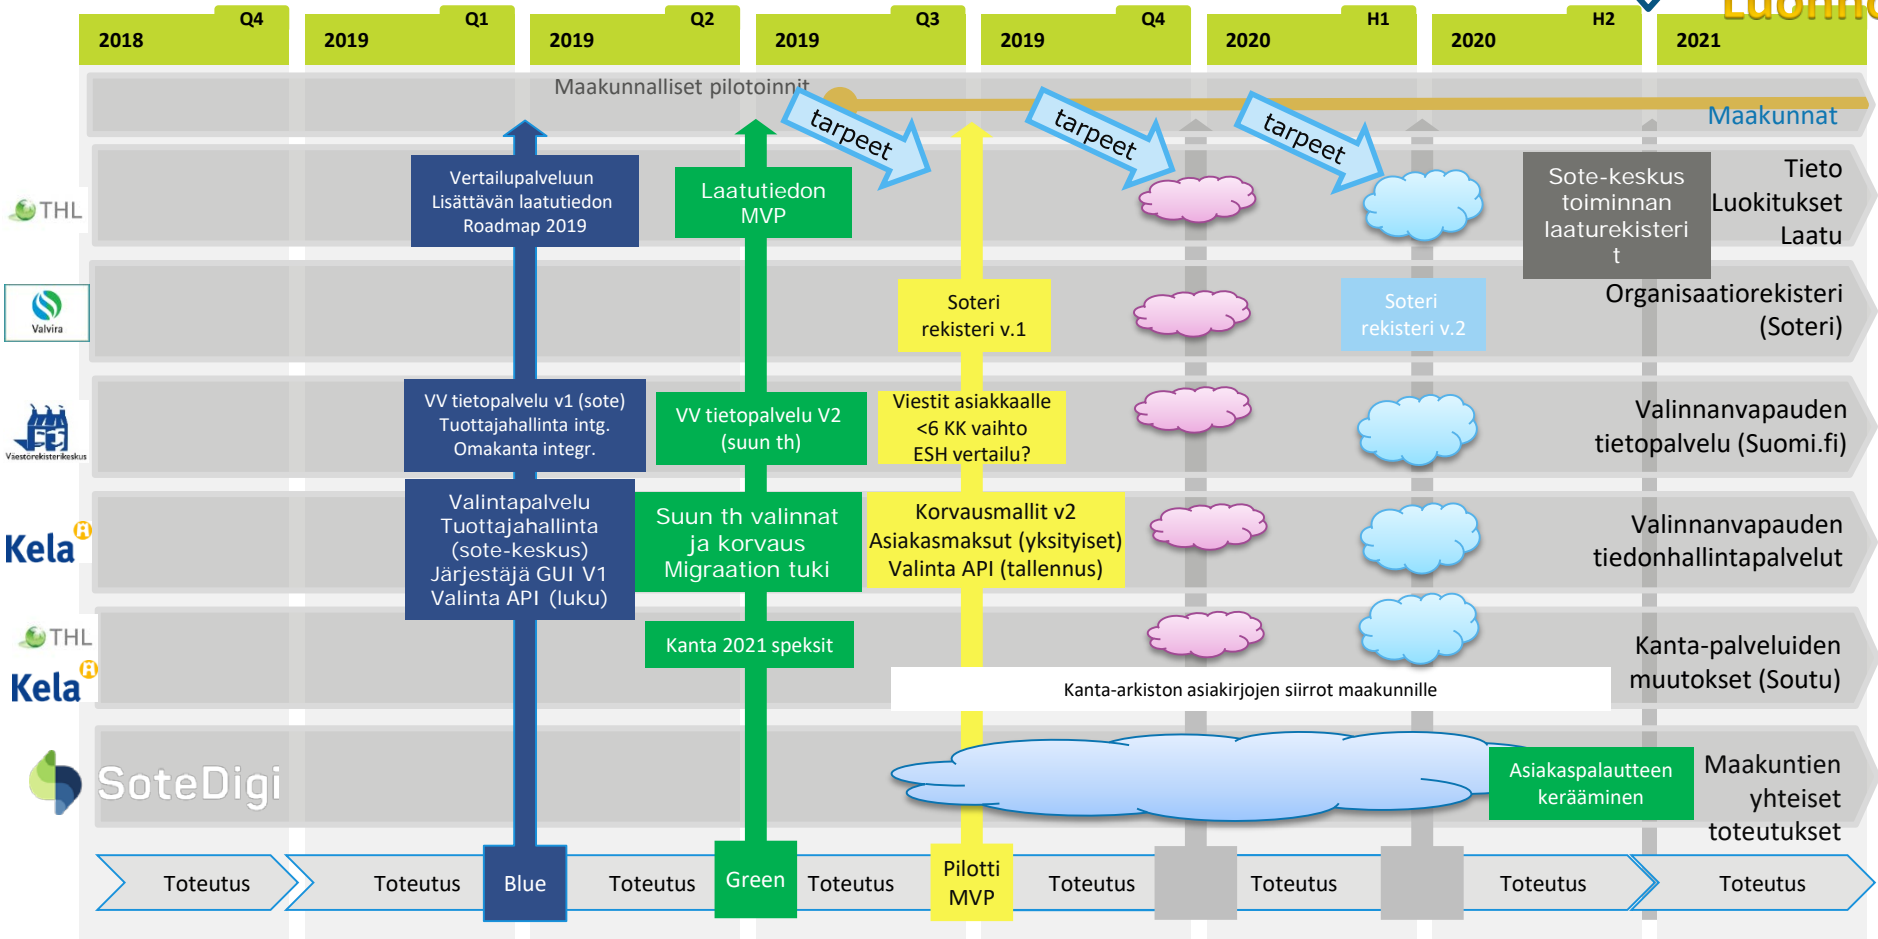 Luonno
Q4
2018
Q1
2019
Q2
2019
Q3
2019
Q4
2019
H1
2020
H2
2020
2021
Maakunnalliset pilotoinnit
Maakunnat
tarpeet
tarpeet
tarpeet
THL
Vertailupalveluun
Lisättävän laatutiedon
Roadmap 2019
Laatutiedon
MVP
Sote-keskus
toiminnan
laaturekisteri
t
Tieto
Luokitukset
Laatu
Valvira
Soteri
rekisteri v.1
Soteri
rekisteri v.2
Organisaatiorekisteri
(Soteri)
Väestörekisterikeskus
VV tietopalvelu v1 (sote)
Tuottajahallinta intg.
Omakanta integr.
VV tietopalvelu V2
(suun th)
Viestit asiakkaalle
<6 KK vaihto
ESH vertailu?
Valinnanvapauden
tietopalvelu (Suomi.fi)
Kela
Valintapalvelu
Tuottajahallinta
(sote-keskus)
Järjestäjä GUI V1
Valinta API (luku)
Suun th valinnat
ja korvaus
Migraation tuki
Korvausmallit v2
Asiakasmaksut (yksityiset)
Valinta API (tallennus)
Valinnanvapauden
tiedonhallintapalvelut
THL
Kela
Kanta 2021 speksit
Kanta-arkiston asiakirjojen siirrot maakunnille
Kanta-palveluiden
muutokset (Soutu)
SoteDigi
Asiakaspalautteen
kerääminen
Maakuntien
yhteiset
toteutukset
Toteutus
Toteutus
Blue
Toteutus
Green
Toteutus
Pilotti
MVP
Toteutus
Toteutus
Toteutus
Toteutus